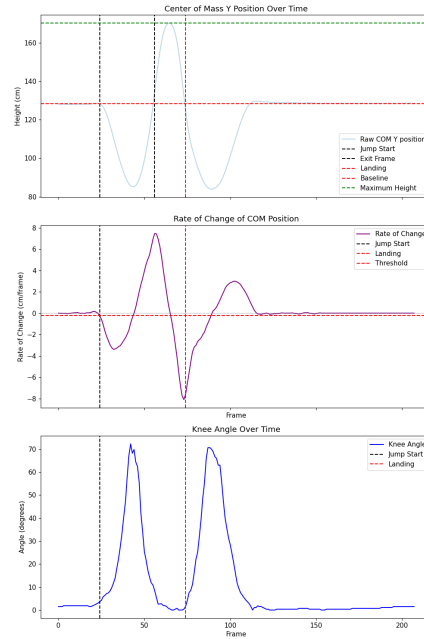 Center of Mass Y Position Over Time
Height (cm)
160
140
120
100
80
Raw COM Y position
Jump Start
Exit Frame
Landing
Baseline
Maximum Height
Rate of Change of COM Position
Rate of Change (cm/frame)
8
6
4
2
0
−2
−4
−6
−8
Rate of Change
Jump Start
Landing
Threshold
Frame
Knee Angle Over Time
Angle (degrees)
70
60
50
40
30
20
10
0
Knee Angle
Jump Start
Landing
0
50
100
150
200
Frame